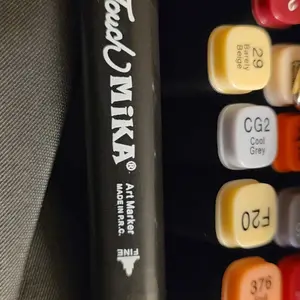 Touch MiKA®
Art Marker
MADE IN P.R.C.
FINE
29
Barely
Beige
CG2
Cool
Grey
F20
376